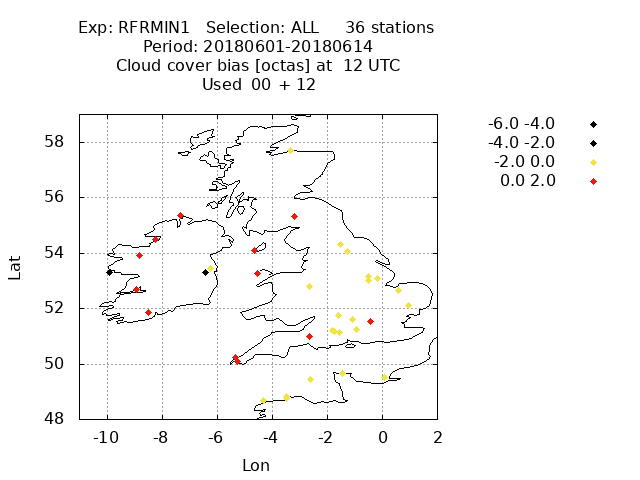 Exp: RFRMIN1 Selection: ALL 36 stations
Period: 20180601-20180614
Cloud cover bias [octas] at 12 UTC
Used 00 + 12
-6.0 -4.0
-4.0 -2.0
-2.0 0.0
0.0 2.0
58
56
54
52
50
48
Lat
-10 -8 -6 -4 -2 0 2
Lon